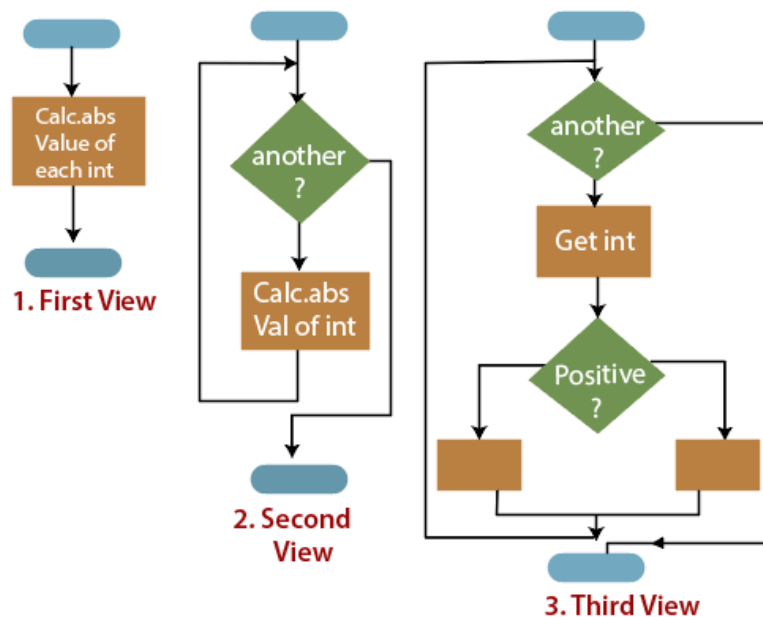 Calc.abs
Value of
each int
1. First View
another
?
Calc.abs
Val of int
2. Second
View
another
?
Get int
Positive
?
3. Third View